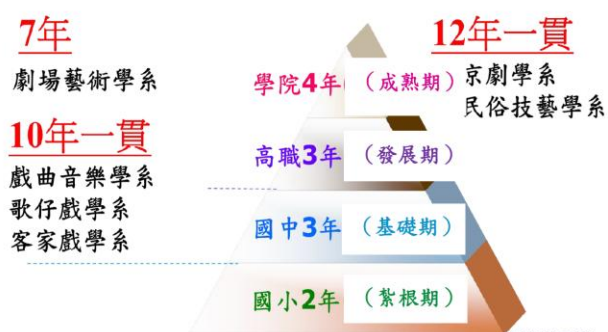 7年
劇場藝術學系
10年一貫
戲曲音樂學系
歌仔戲學系
客家戲學系
12年一貫
京劇學系
民俗技藝學系
學院4年(成熟期)
高職3年(發展期)
國中3年(基礎期)
國小2年(紮根期)